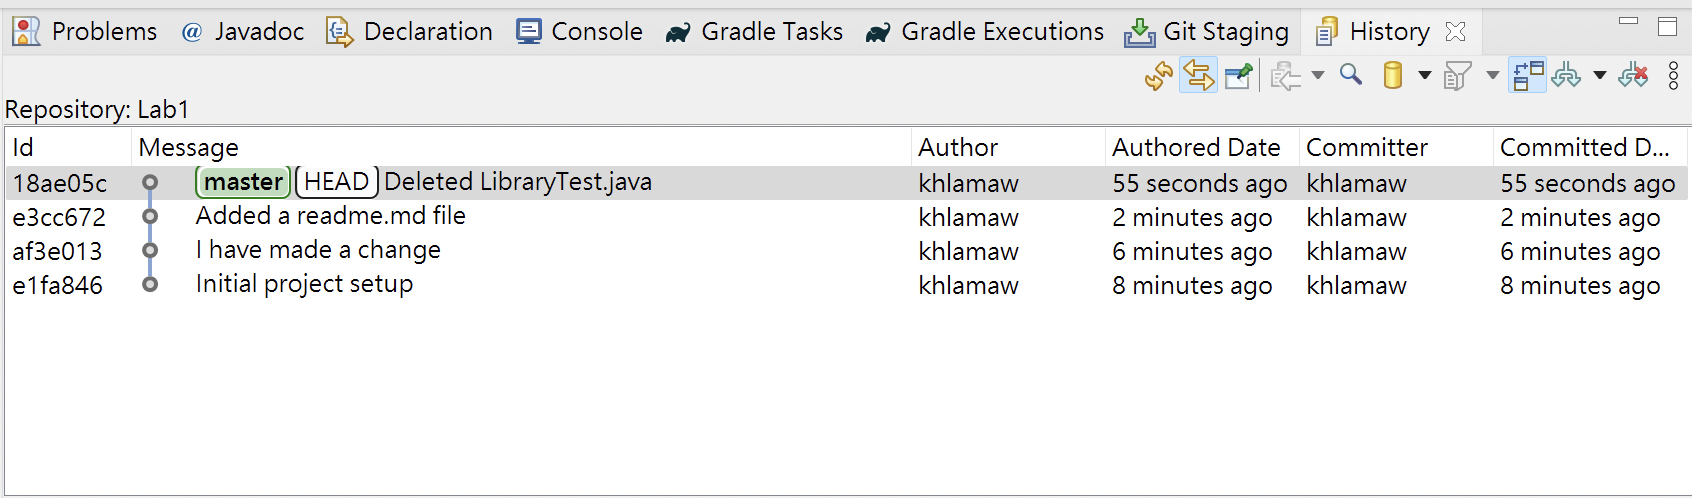 Problems @ Javadoc Declaration Console Gradle Tasks Gradle Executions Git Staging History
Repository: Lab1
Id Message Author Authored Date Committer Committed D...
18ae05c master HEAD Deleted LibraryTest.java khlamaw 55 seconds ago khlamaw 55 seconds ago
e3cc672 Added a readme.md file khlamaw 2 minutes ago khlamaw 2 minutes ago
af3e013 I have made a change khlamaw 6 minutes ago khlamaw 6 minutes ago
e1fa846 Initial project setup khlamaw 8 minutes ago khlamaw 8 minutes ago